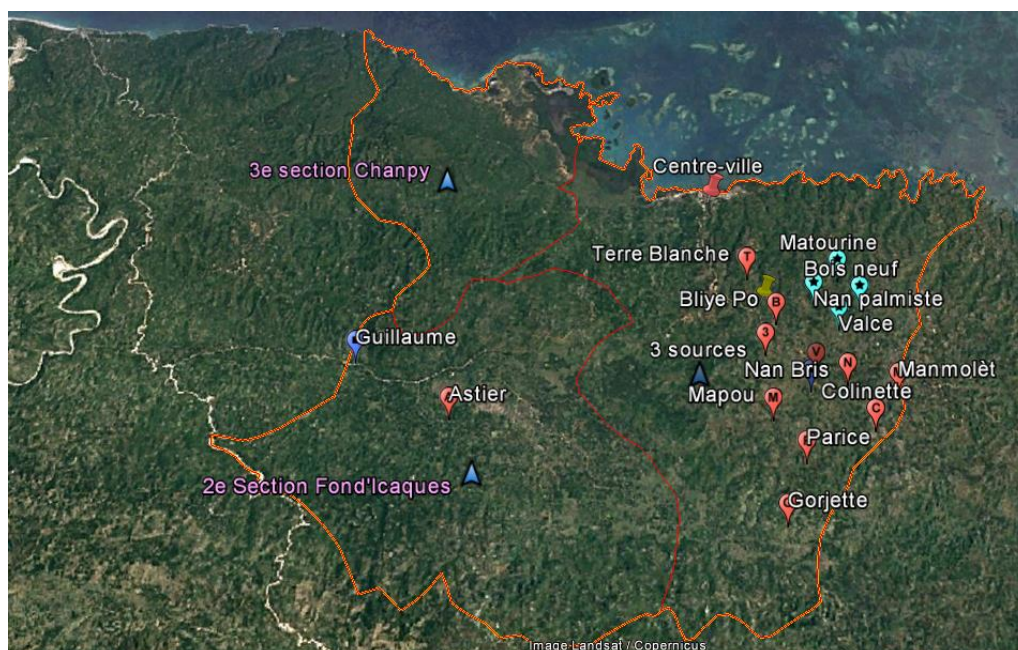 3e section Chanpy
Centre-ville
Terre Blanche
T
Matourine
Bois neuf
Bliye Po
B
Nan palmiste
Valce
Guillaume
3
3 sources
V
Nan Bris
N
Manmolèt
Astier
Mapou
M
Colinette
C
Parice
2e Section Fond'Icaques
Gorjette
Image Landsat / Copernicus